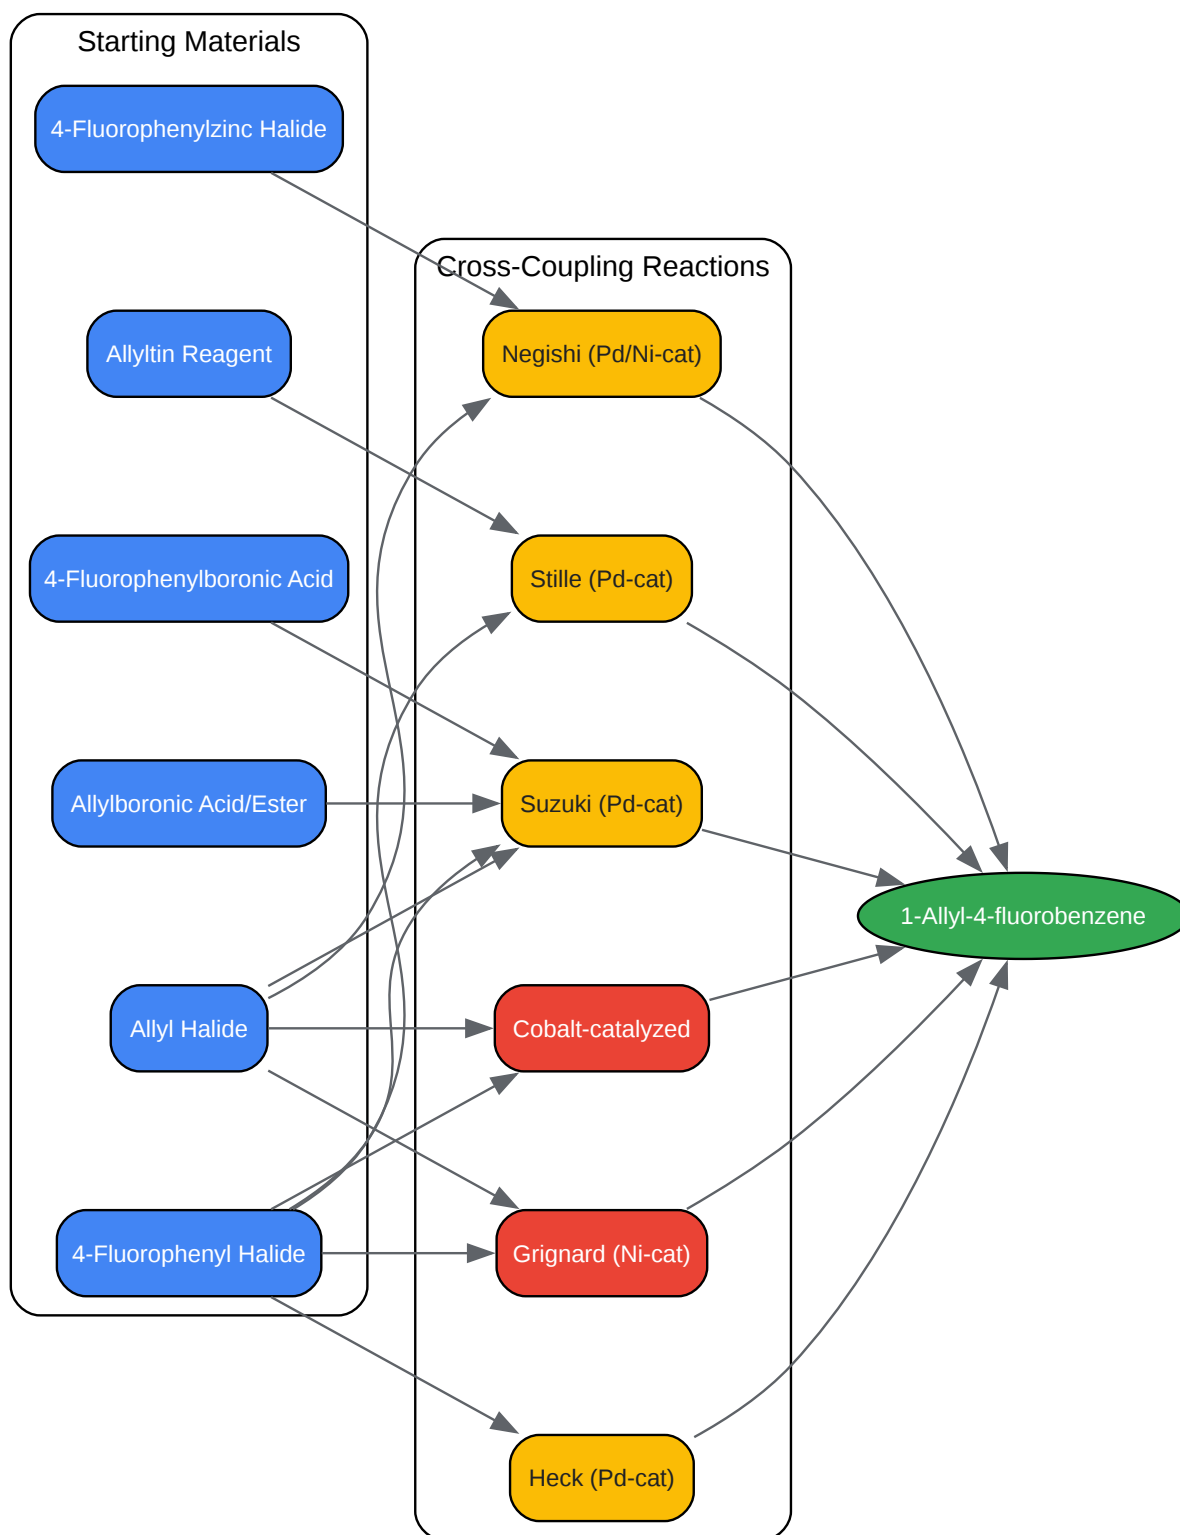 Starting Materials
4-Fluorophenylzinc Halide
Allyltin Reagent
4-Fluorophenylboronic Acid
Allylboronic Acid/Ester
Allyl Halide
4-Fluorophenyl Halide
Cross-Coupling Reactions
Negishi (Pd/Ni-cat)
Stille (Pd-cat)
Suzuki (Pd-cat)
Cobalt-catalyzed
Grignard (Ni-cat)
Heck (Pd-cat)
1-Allyl-4-fluorobenzene